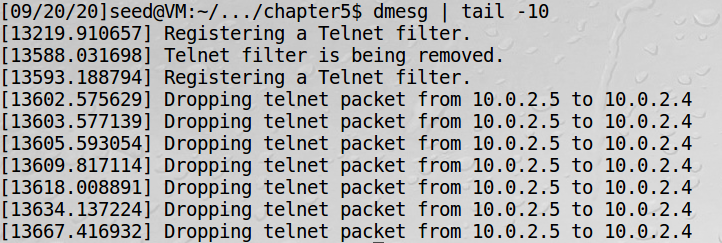 [09/20/20]seed@VM:~/.../chapter5$ dmesg | tail -10
[13219.910657] Registering a Telnet filter.
[13588.031698] Telnet filter is being removed.
[13593.188794] Registering a Telnet filter.
[13602.575629] Dropping telnet packet from 10.0.2.5 to 10.0.2.4
[13603.577139] Dropping telnet packet from 10.0.2.5 to 10.0.2.4
[13605.593054] Dropping telnet packet from 10.0.2.5 to 10.0.2.4
[13609.817114] Dropping telnet packet from 10.0.2.5 to 10.0.2.4
[13618.008891] Dropping telnet packet from 10.0.2.5 to 10.0.2.4
[13634.137224] Dropping telnet packet from 10.0.2.5 to 10.0.2.4
[13667.416932] Dropping telnet packet from 10.0.2.5 to 10.0.2.4